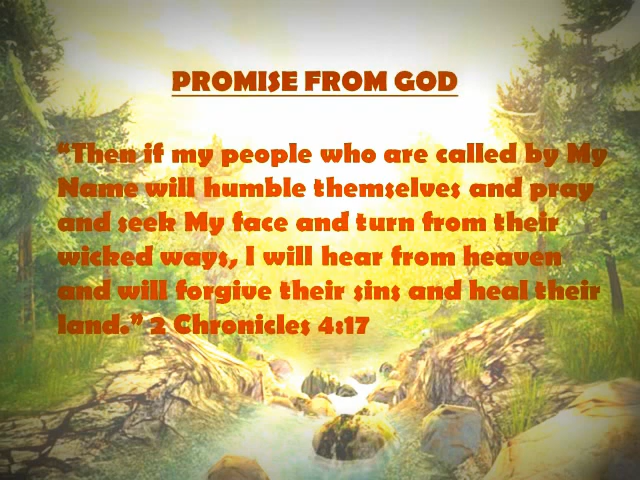 PROMISE FROM GOD
“Then if my people who are called by My
Name will humble themselves and pray
and seek My face and turn from their
wicked ways, I will hear from heaven
and will forgive their sins and heal their
land.” 2 Chronicles 4:17